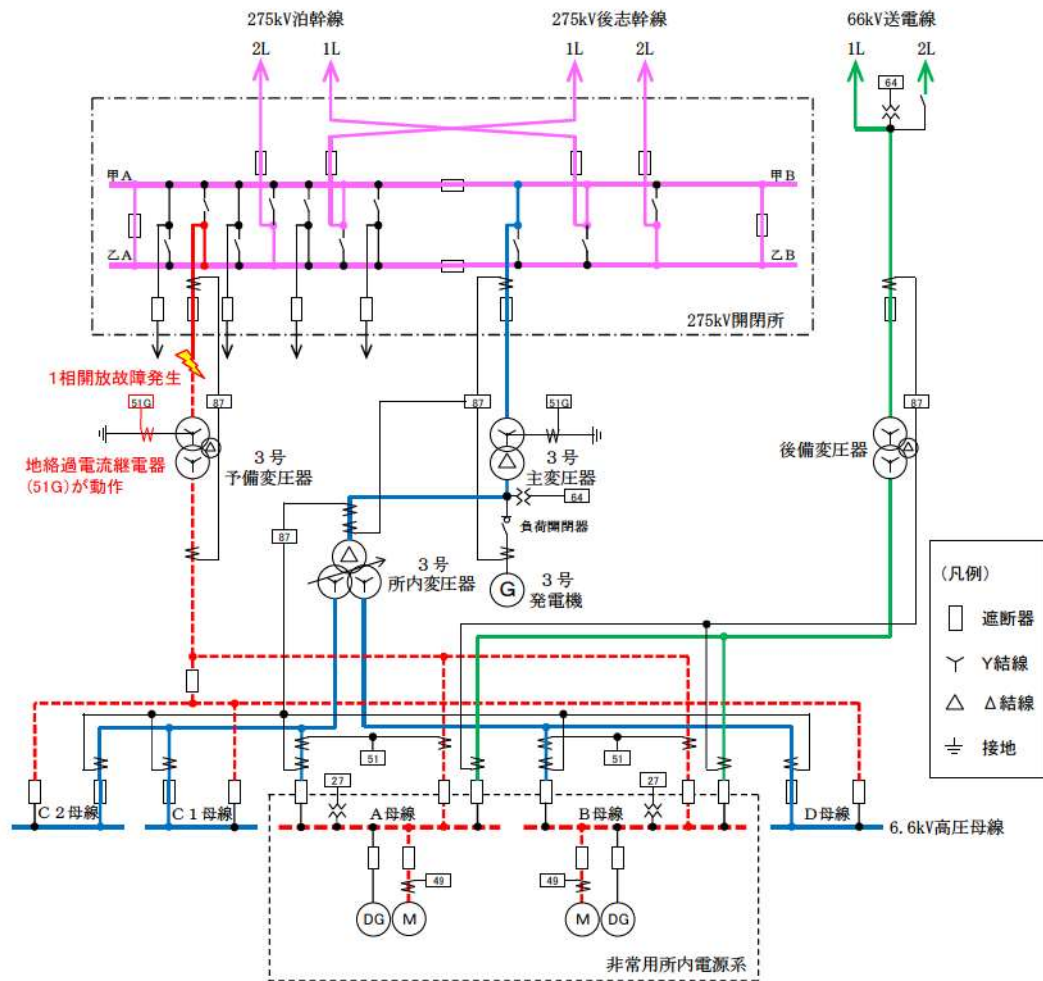 275kV泊幹線
275kV後志幹線
66kV送電線
2L
1L
1L
2L
1L
2L
64
甲A
甲B
乙A
乙B
275kV開閉所
1相開放故障発生
51G
87
87
51G
87
3号
予備変圧器
3号
主変圧器
後備変圧器
地絡過電流継電器
(51G)が動作
64
87
負荷開閉器
3号
所内変圧器
G
3号
発電機
(凡例)
遮断器
Y結線
Δ結線
接地
51
51
27
27
C2母線
C1母線
A母線
B母線
D母線
6.6kV高圧母線
49
49
DG
M
M
DG
非常用所内電源系